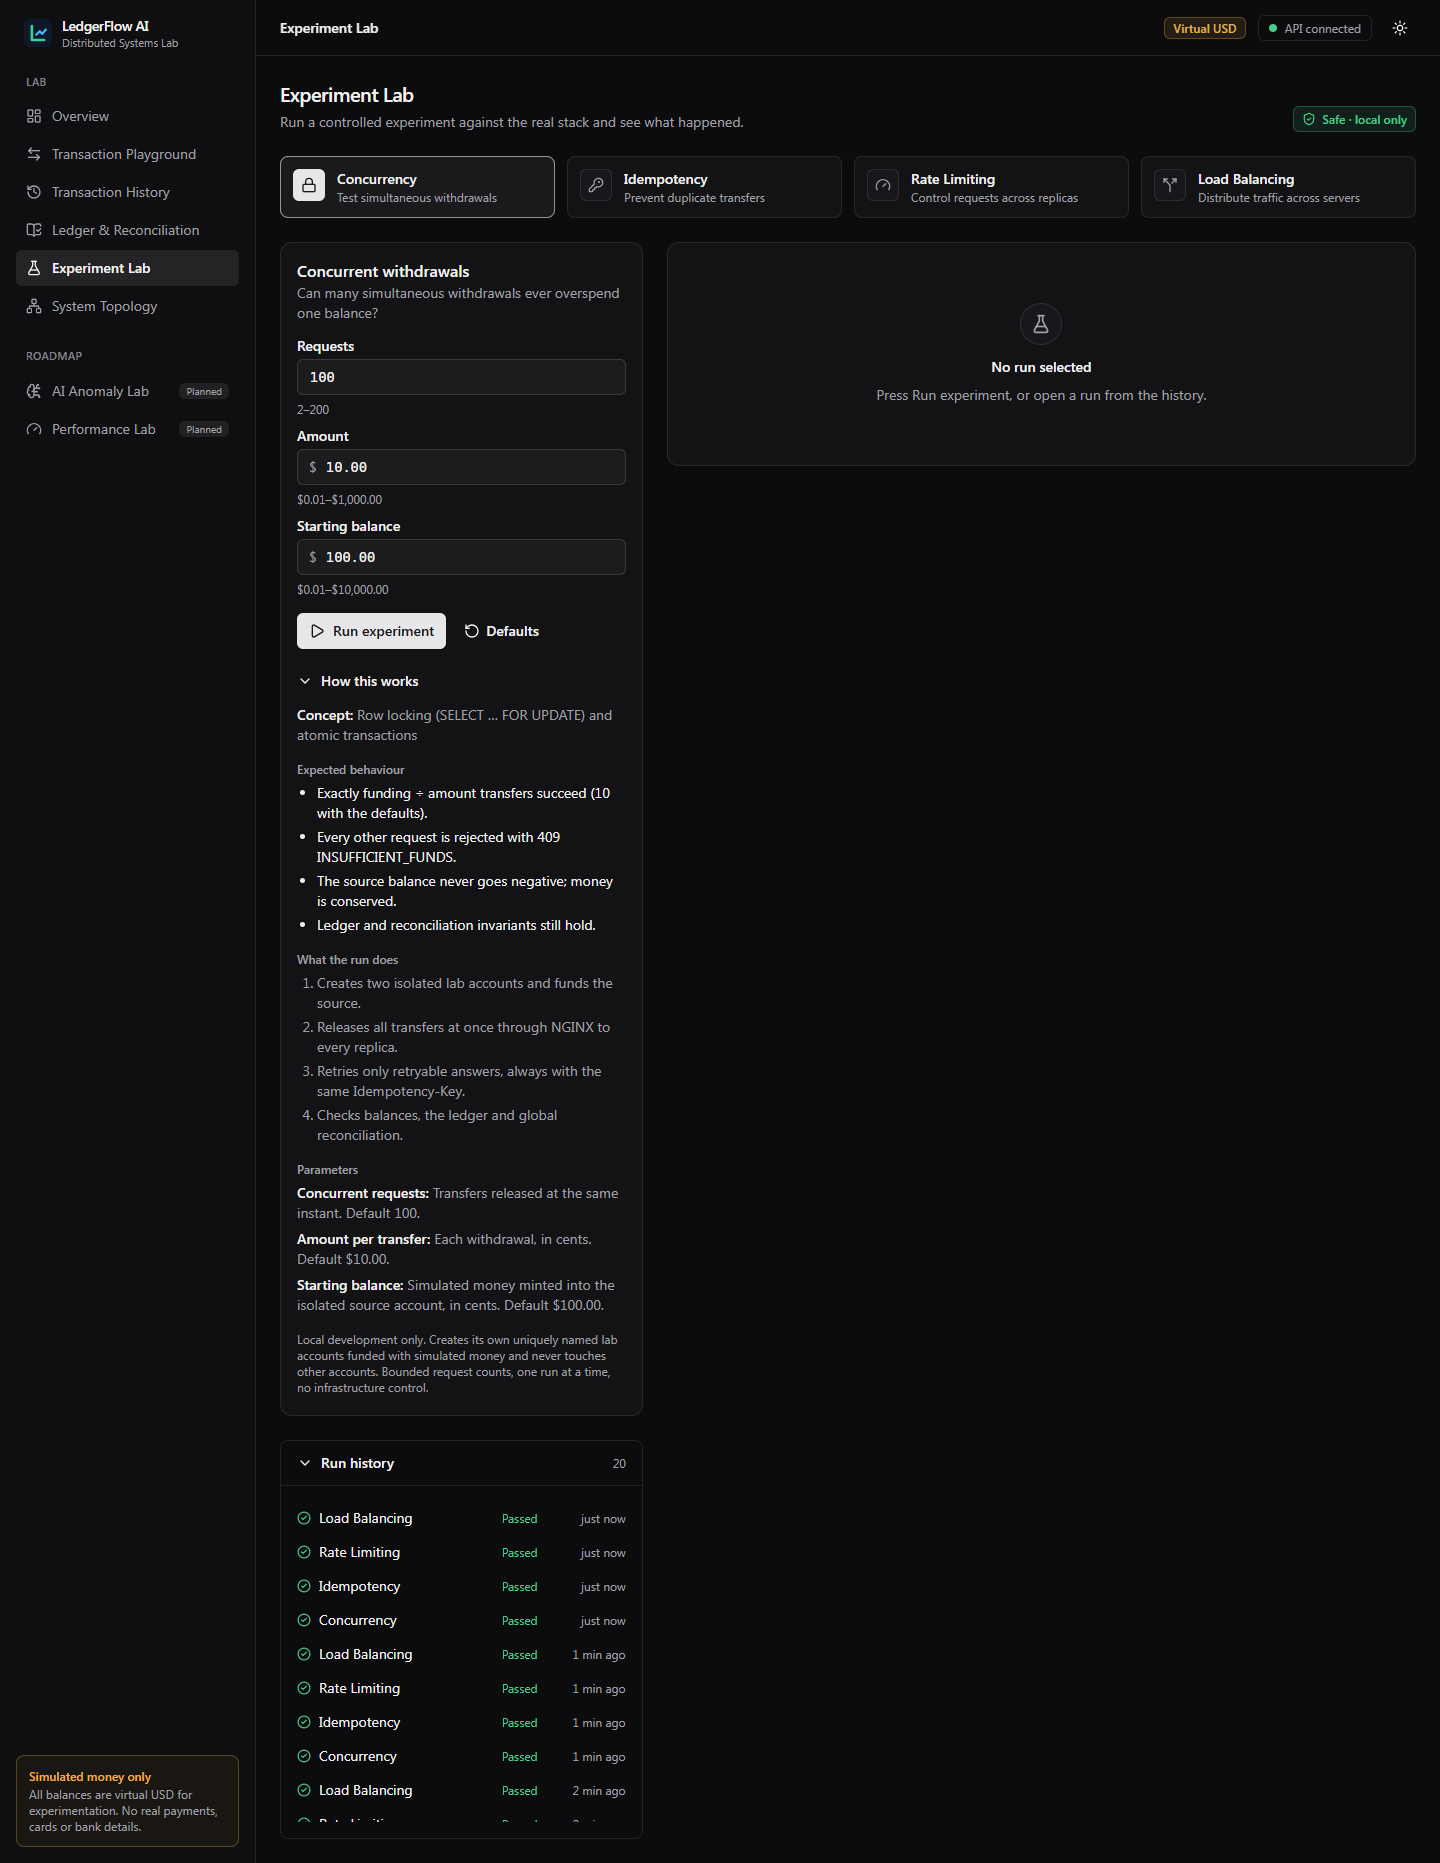 LedgerFlow AI
Distributed Systems Lab
LAB
Overview
Transaction Playground
Transaction History
Ledger & Reconciliation
Experiment Lab
System Topology
ROADMAP
AI Anomaly Lab
Planned
Performance Lab
Planned
Simulated money only
All balances are virtual USD for
experimentation. No real payments,
cards or bank details.
Experiment Lab
Virtual USD
API connected
Experiment Lab
Run a controlled experiment against the real stack and see what happened.
Safe · local only
Concurrency
Test simultaneous withdrawals
Idempotency
Prevent duplicate transfers
Rate Limiting
Control requests across replicas
Load Balancing
Distribute traffic across servers
Concurrent withdrawals
Can many simultaneous withdrawals ever overspend
one balance?
Requests
100
2–200
Amount
$ 10.00
$0.01–$1,000.00
Starting balance
$ 100.00
$0.01–$10,000.00
Run experiment
Defaults
How this works
Concept: Row locking (SELECT … FOR UPDATE) and
atomic transactions
Expected behaviour
• Exactly funding ÷ amount transfers succeed (10
with the defaults).
• Every other request is rejected with 409
INSUFFICIENT_FUNDS.
• The source balance never goes negative; money
is conserved.
• Ledger and reconciliation invariants still hold.
What the run does
1. Creates two isolated lab accounts and funds the
source.
2. Releases all transfers at once through NGINX to
every replica.
3. Retries only retryable answers, always with the
same Idempotency-Key.
4. Checks balances, the ledger and global
reconciliation.
Parameters
Concurrent requests: Transfers released at the same
instant. Default 100.
Amount per transfer: Each withdrawal, in cents.
Default $10.00.
Starting balance: Simulated money minted into the
isolated source account, in cents. Default $100.00.
Local development only. Creates its own uniquely named lab
accounts funded with simulated money and never touches
other accounts. Bounded request counts, one run at a time,
no infrastructure control.
Run history 20
Load Balancing Passed just now
Rate Limiting Passed just now
Idempotency Passed just now
Concurrency Passed just now
Load Balancing Passed 1 min ago
Rate Limiting Passed 1 min ago
Idempotency Passed 1 min ago
Concurrency Passed 1 min ago
Load Balancing Passed 2 min ago
No run selected
Press Run experiment, or open a run from the history.